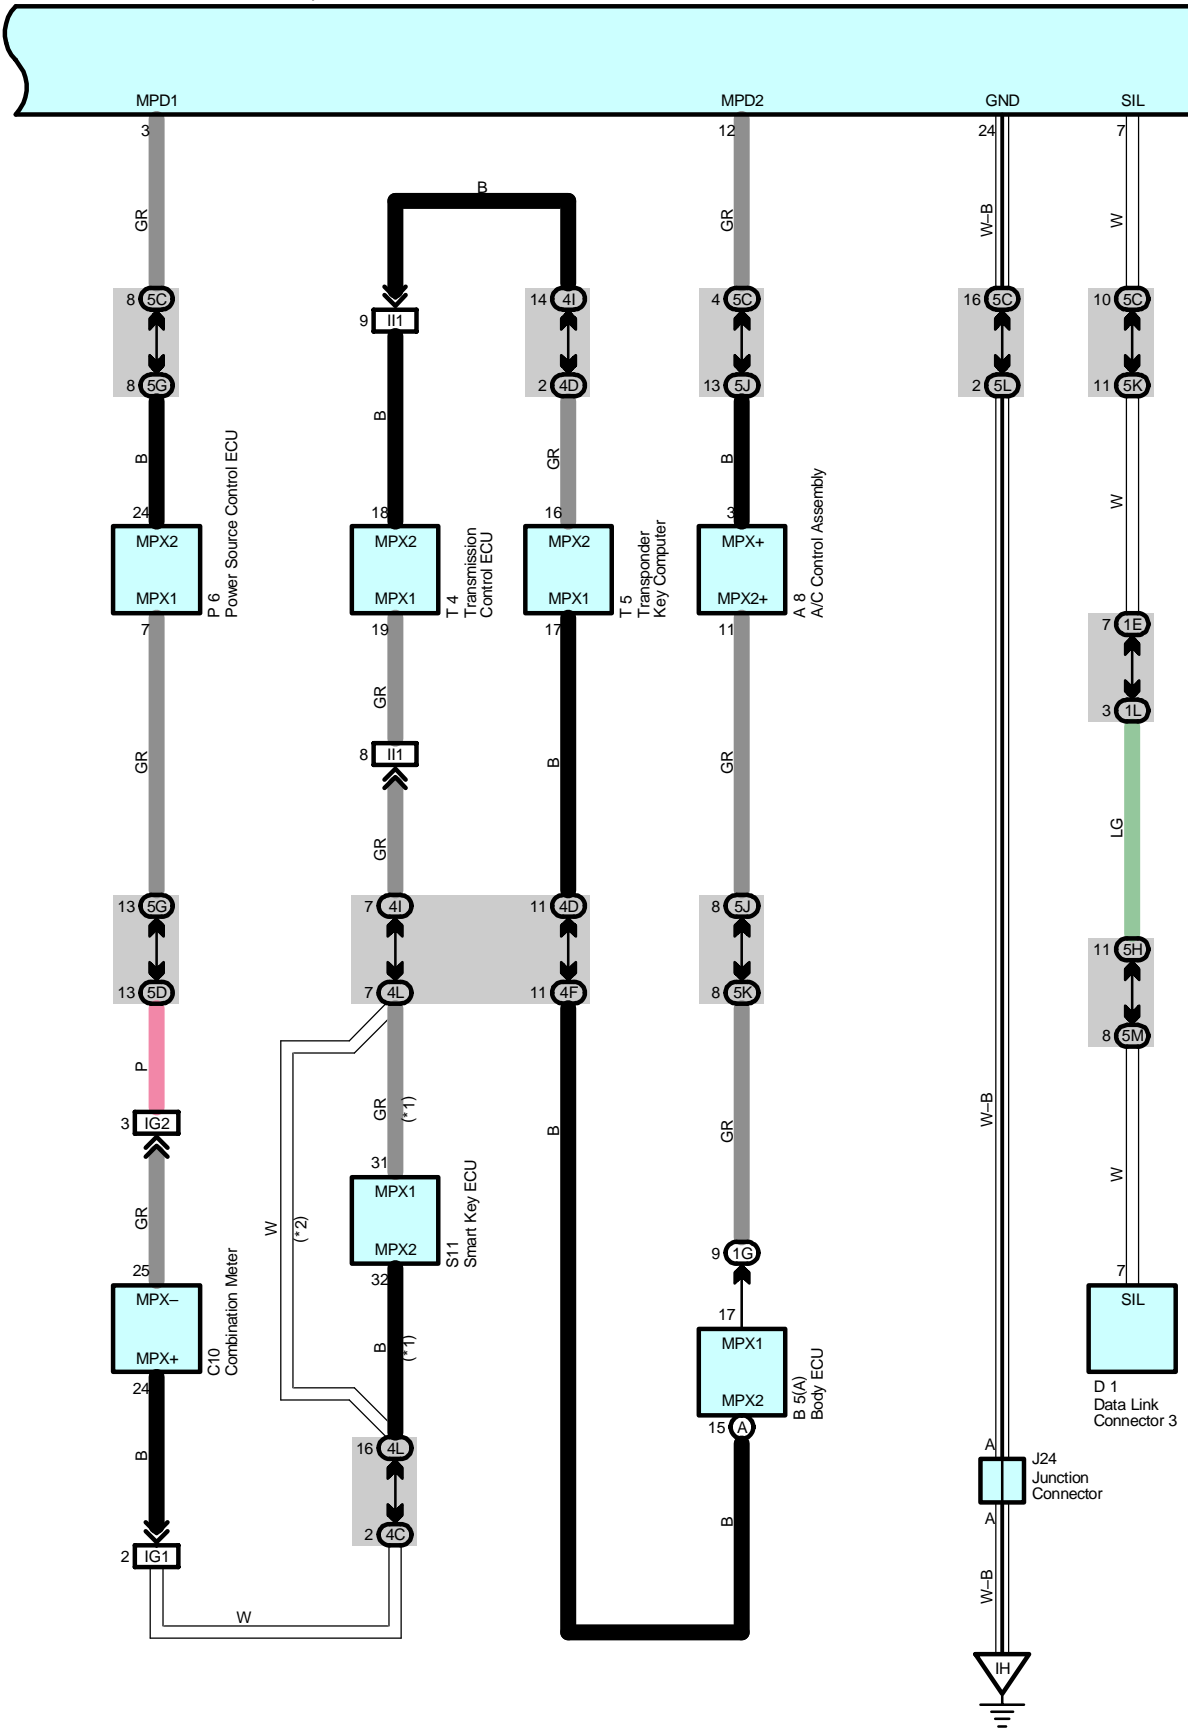 MPD1 MPD2 GND SIL
3 12 24 7
B
GR GR W–B W
8 5C 14 4I 4 5C 16 5C 10 5C
9 II1
8 5G 2 4D 13 5J 2 5L 11 5K
B B GR B W
24 18 16 3
MPX2 MPX2 MPX2 MPX+
MPX1 MPX1 MPX1 MPX2+
P 6
Power Source Control ECU
T 4
Transmission
Control ECU
T 5
Transponder
Key Computer
A 8
A/C Control Assembly
7 19 17 11
7 1E
GR
3 1L
8 II1
GR B GR
LG
GR
13 5G 7 4I 11 4D 8 5J
11 5H
13 5D 7 4L 11 4F 8 5K
8 5M
P
GR
(*1)
W–B
3 IG2
B GR
31
W
MPX1
MPX2
S11
Smart Key ECU
W
(*2)
GR
9 1G
32
25 7
MPX– SIL
MPX+
C10
Combination Meter
17
MPX1
MPX2
B 5(A)
Body ECU
B
(*1)
24
D 1
Data Link
Connector 3
15 A
16 4L
A
J24
Junction
Connector
A
B B
2 4C
2 IG1
W–B
W
IH